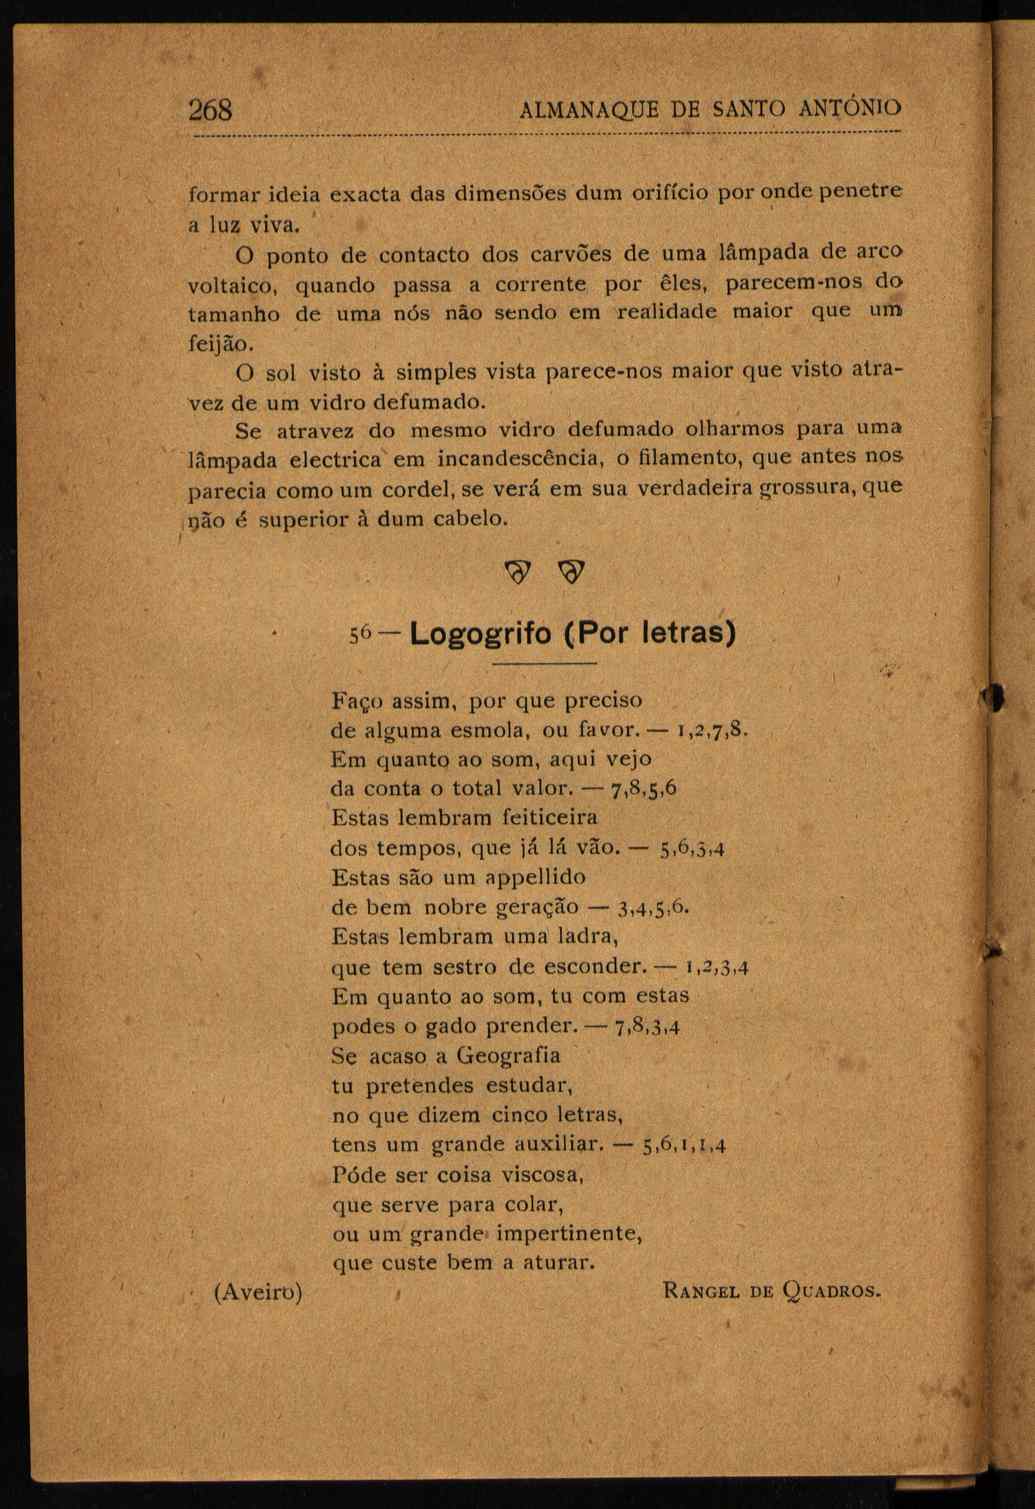 268 ALMANAQUE DE SANTO ANTÓNIO
formar ideia exacta das dimensões dum orifício por onde penetre
a luz viva.
O ponto de contacto dos carvões de uma lâmpada de arco
voltaico, quando passa a corrente por êles, parecem-nos do
tamanho de uma nós não sendo em realidade maior que um
feijão.
O sol visto à simples vista parece-nos maior que visto atra-
vez de um vidro defumado.
Se atravez do mesmo vidro defumado olharmos para uma
lâmpada electrica em incandescência, o filamento, que antes nos
parecia como um cordel, se verá em sua verdadeira grossura, que
não é superior à dum cabelo.
56 — Logogrifo (Por letras)
Faço assim, por que preciso
de alguma esmola, ou favor. — 1,2,7,8.
Em quanto ao som, aqui vejo
da conta o total valor. — 7,8,5,6
Estas lembram feiticeira
dos tempos, que já lá vão. — 5,6,3,4
Estas são um appellido
de bem nobre geração — 3,4,5,6.
Estas lembram uma ladra,
que tem sestro de esconder. — 1,2,3,4
Em quanto ao som, tu com estas
podes o gado prender. — 7,8,3,4
Se acaso a Geografia
tu pretendes estudar,
no que dizem cinco letras,
tens um grande auxiliar. — 5,6,1,1,4
Póde ser coisa viscosa,
que serve para colar,
ou um grande impertinente,
que custe bem a aturar.
(Aveiro) RANGEL DE QUADROS.